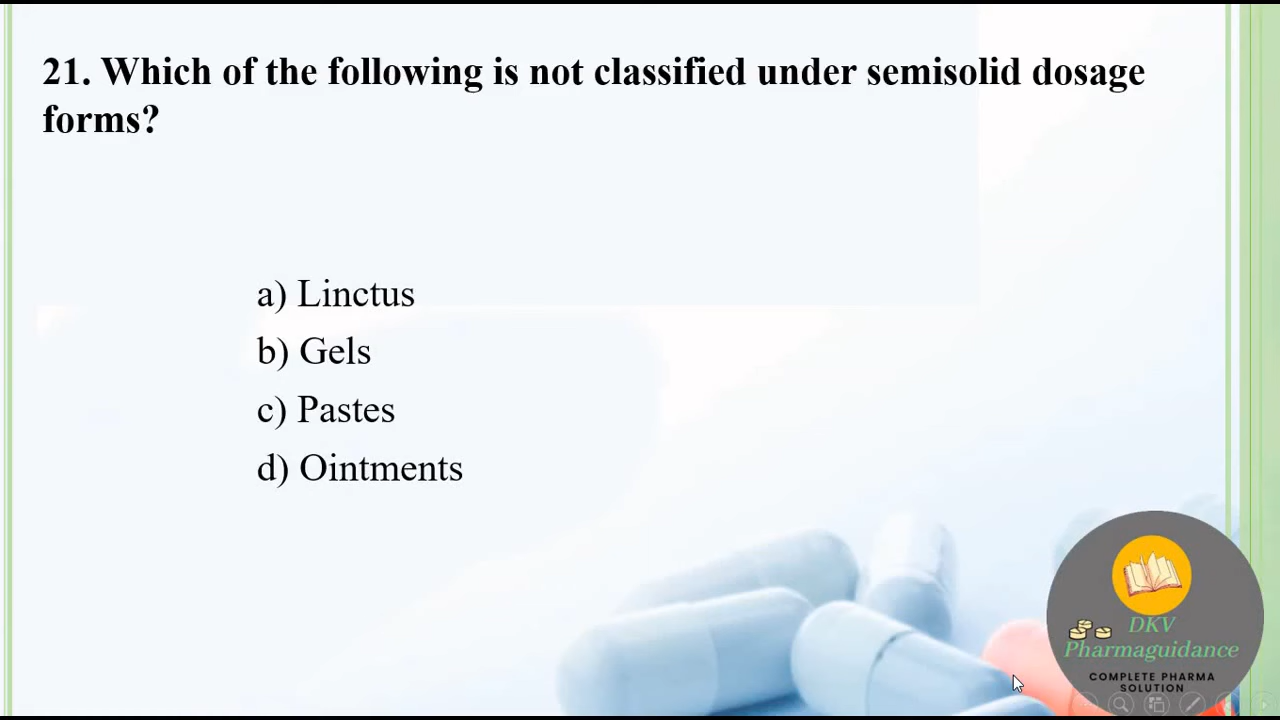 21. Which of the following is not classified under semisolid dosage
forms?
a) Linctus
b) Gels
c) Pastes
d) Ointments
DKV
Pharmaguidance
COMPLETE PHARMA
SOLUTION